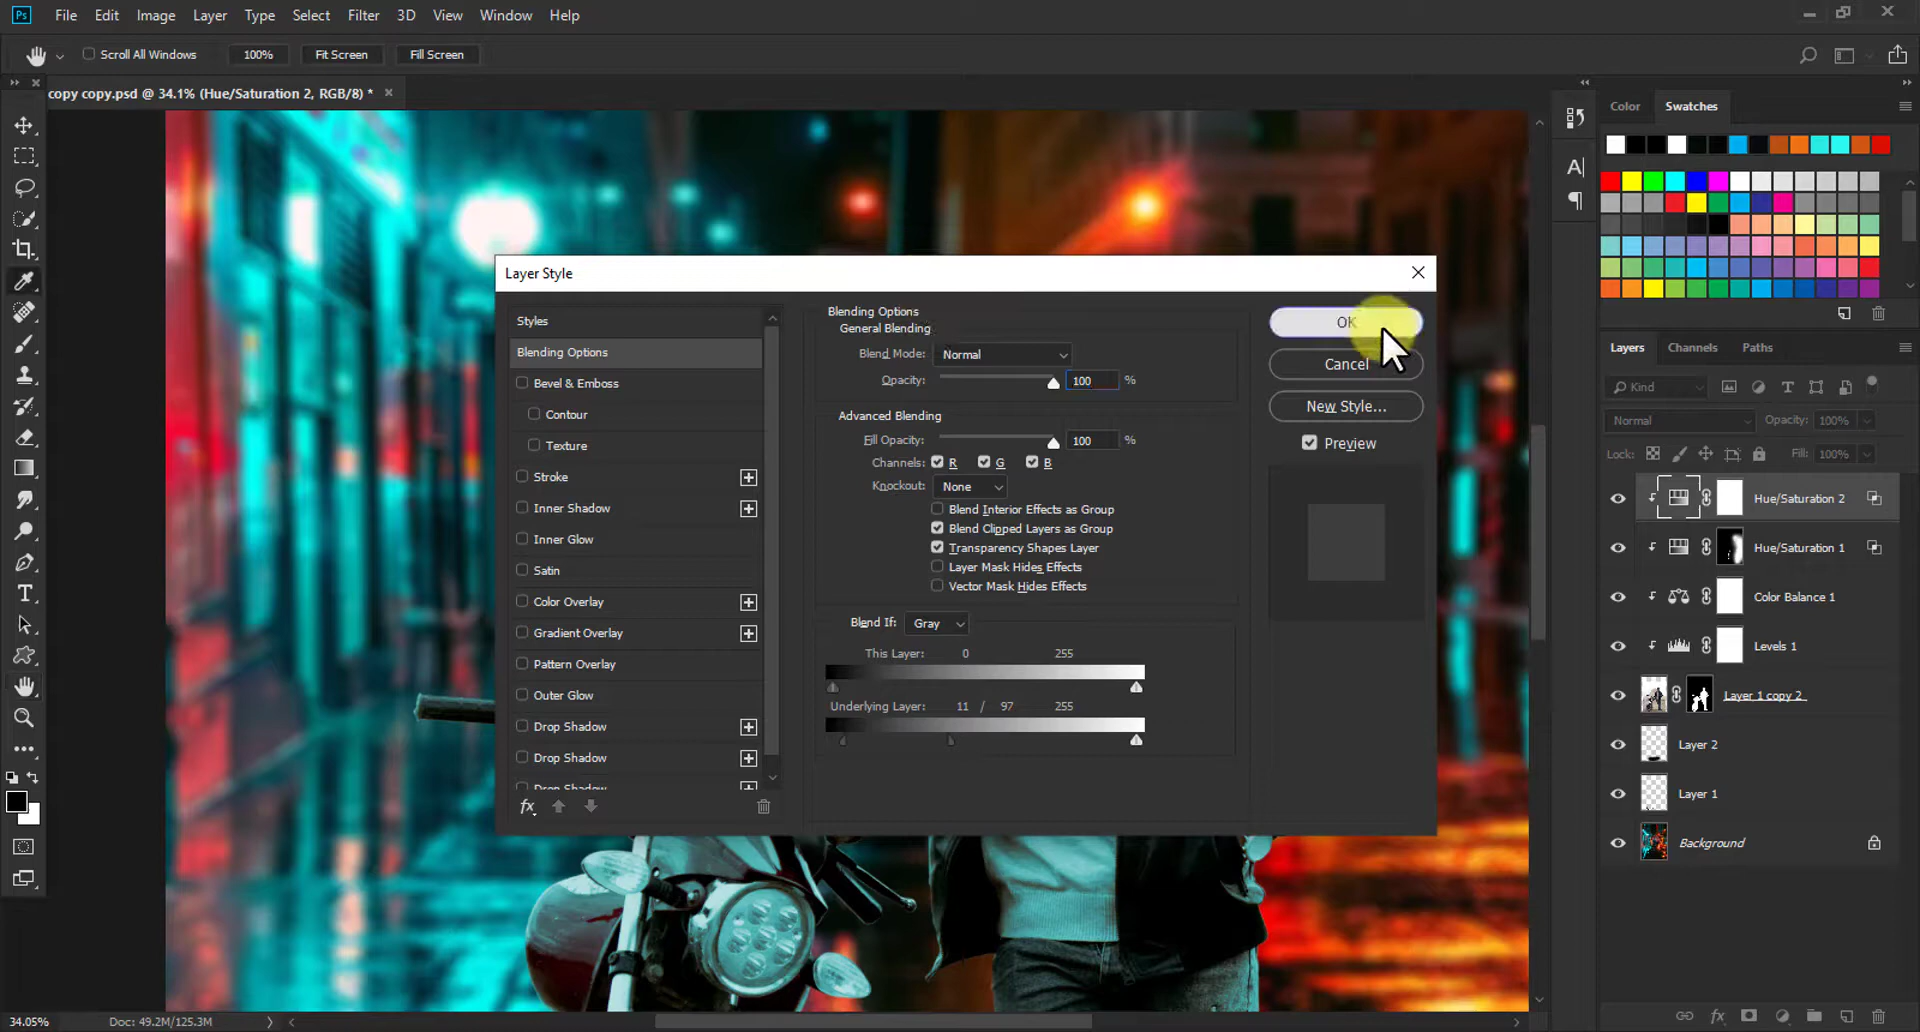 Ps File Edit Image Layer Type Select Filter 3D View Window Help
Scroll All Windows 100% Fit Screen Fill Screen
copy copy.psd @ 34.1% (Hue/Saturation 2, RGB/8) * ×
Color Swatches
Layer Style
Styles
Blending Options
Bevel & Emboss
Contour
Texture
Stroke
Inner Shadow
Inner Glow
Satin
Color Overlay
Gradient Overlay
Pattern Overlay
Outer Glow
Drop Shadow
Drop Shadow
Drop Shadow
fx
Blending Options
General Blending
Blend Mode: Normal
Opacity: 100 %
Advanced Blending
Fill Opacity: 100 %
Channels: R G B
Knockout: None
Blend Interior Effects as Group
Blend Clipped Layers as Group
Transparency Shapes Layer
Layer Mask Hides Effects
Vector Mask Hides Effects
Blend If: Gray
This Layer: 0 255
Underlying Layer: 11 / 97 255
OK
Cancel
New Style...
Preview
Layers Channels Paths
Kind
Normal Opacity: 100%
Lock: Fill: 100%
Hue/Saturation 2
Hue/Saturation 1
Color Balance 1
Levels 1
Layer 1 copy 2
Layer 2
Layer 1
Background
fx
34.05% Doc: 49.2M/125.3M